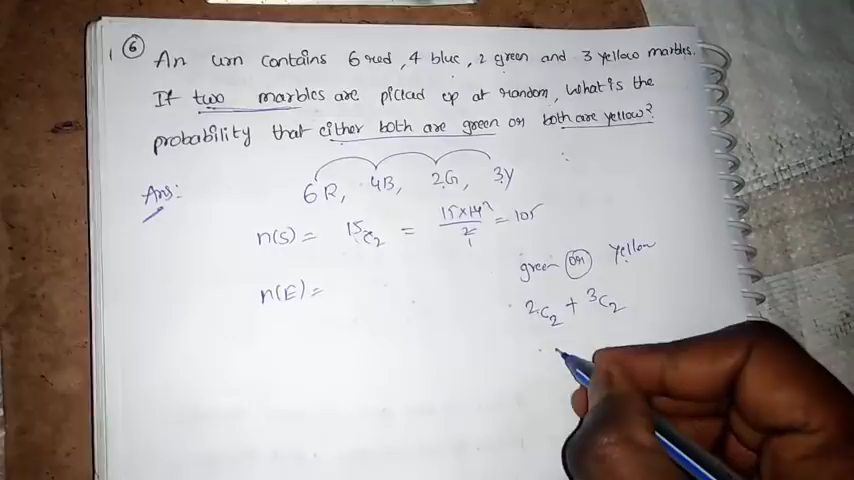 6 An urn contains 6 red, 4 blue, 2 green and 3 yellow marbles.
If two marbles are picked up at random, what is the
probability that either both are green or both are yellow?
Ans: 6R, 4B, 2G, 3Y
n(S) = 15C2 = 15×14 7 / 2 1 = 105
green or yellow
n(E) =
2C2 + 3C2